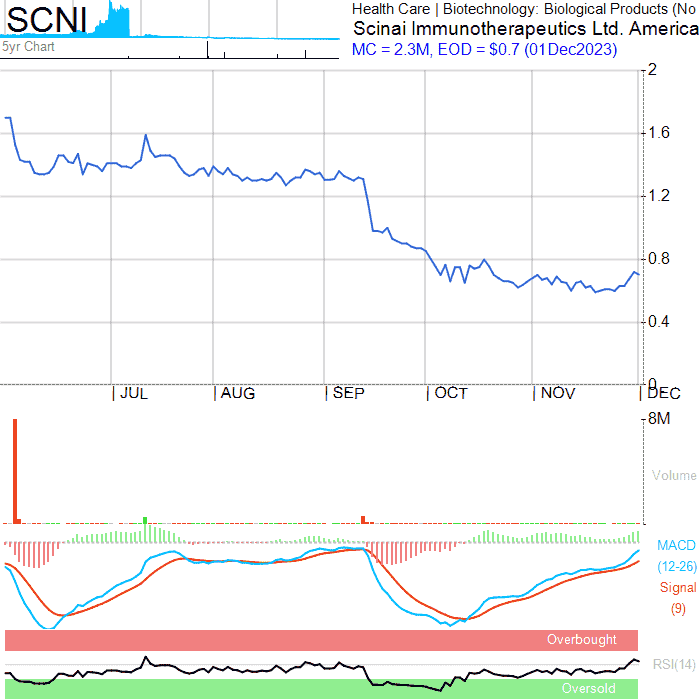 SCNI
5yr Chart
Health Care | Biotechnology: Biological Products (No
Scinai Immunotherapeutics Ltd. America
MC = 2.3M, EOD = $0.7 (01Dec2023)
2
1.6
1.2
0.8
0.4
0
JUL
AUG
SEP
OCT
NOV
DEC
8M
Volume
MACD
(12-26)
Signal
(9)
Overbought
RSI(14)
Oversold